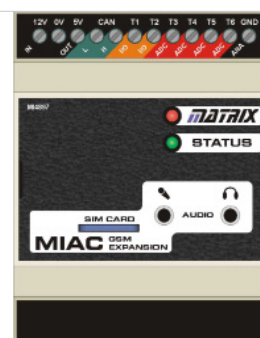 12V 0V 5V CAN T1 T2 T3 T4 T5 T6 GND
IN OUT L H I/O I/O ADC ADC ADC ADC
MATRIX
STATUS
AUDIO
SIM CARD
MIAC GSM EXPANSION